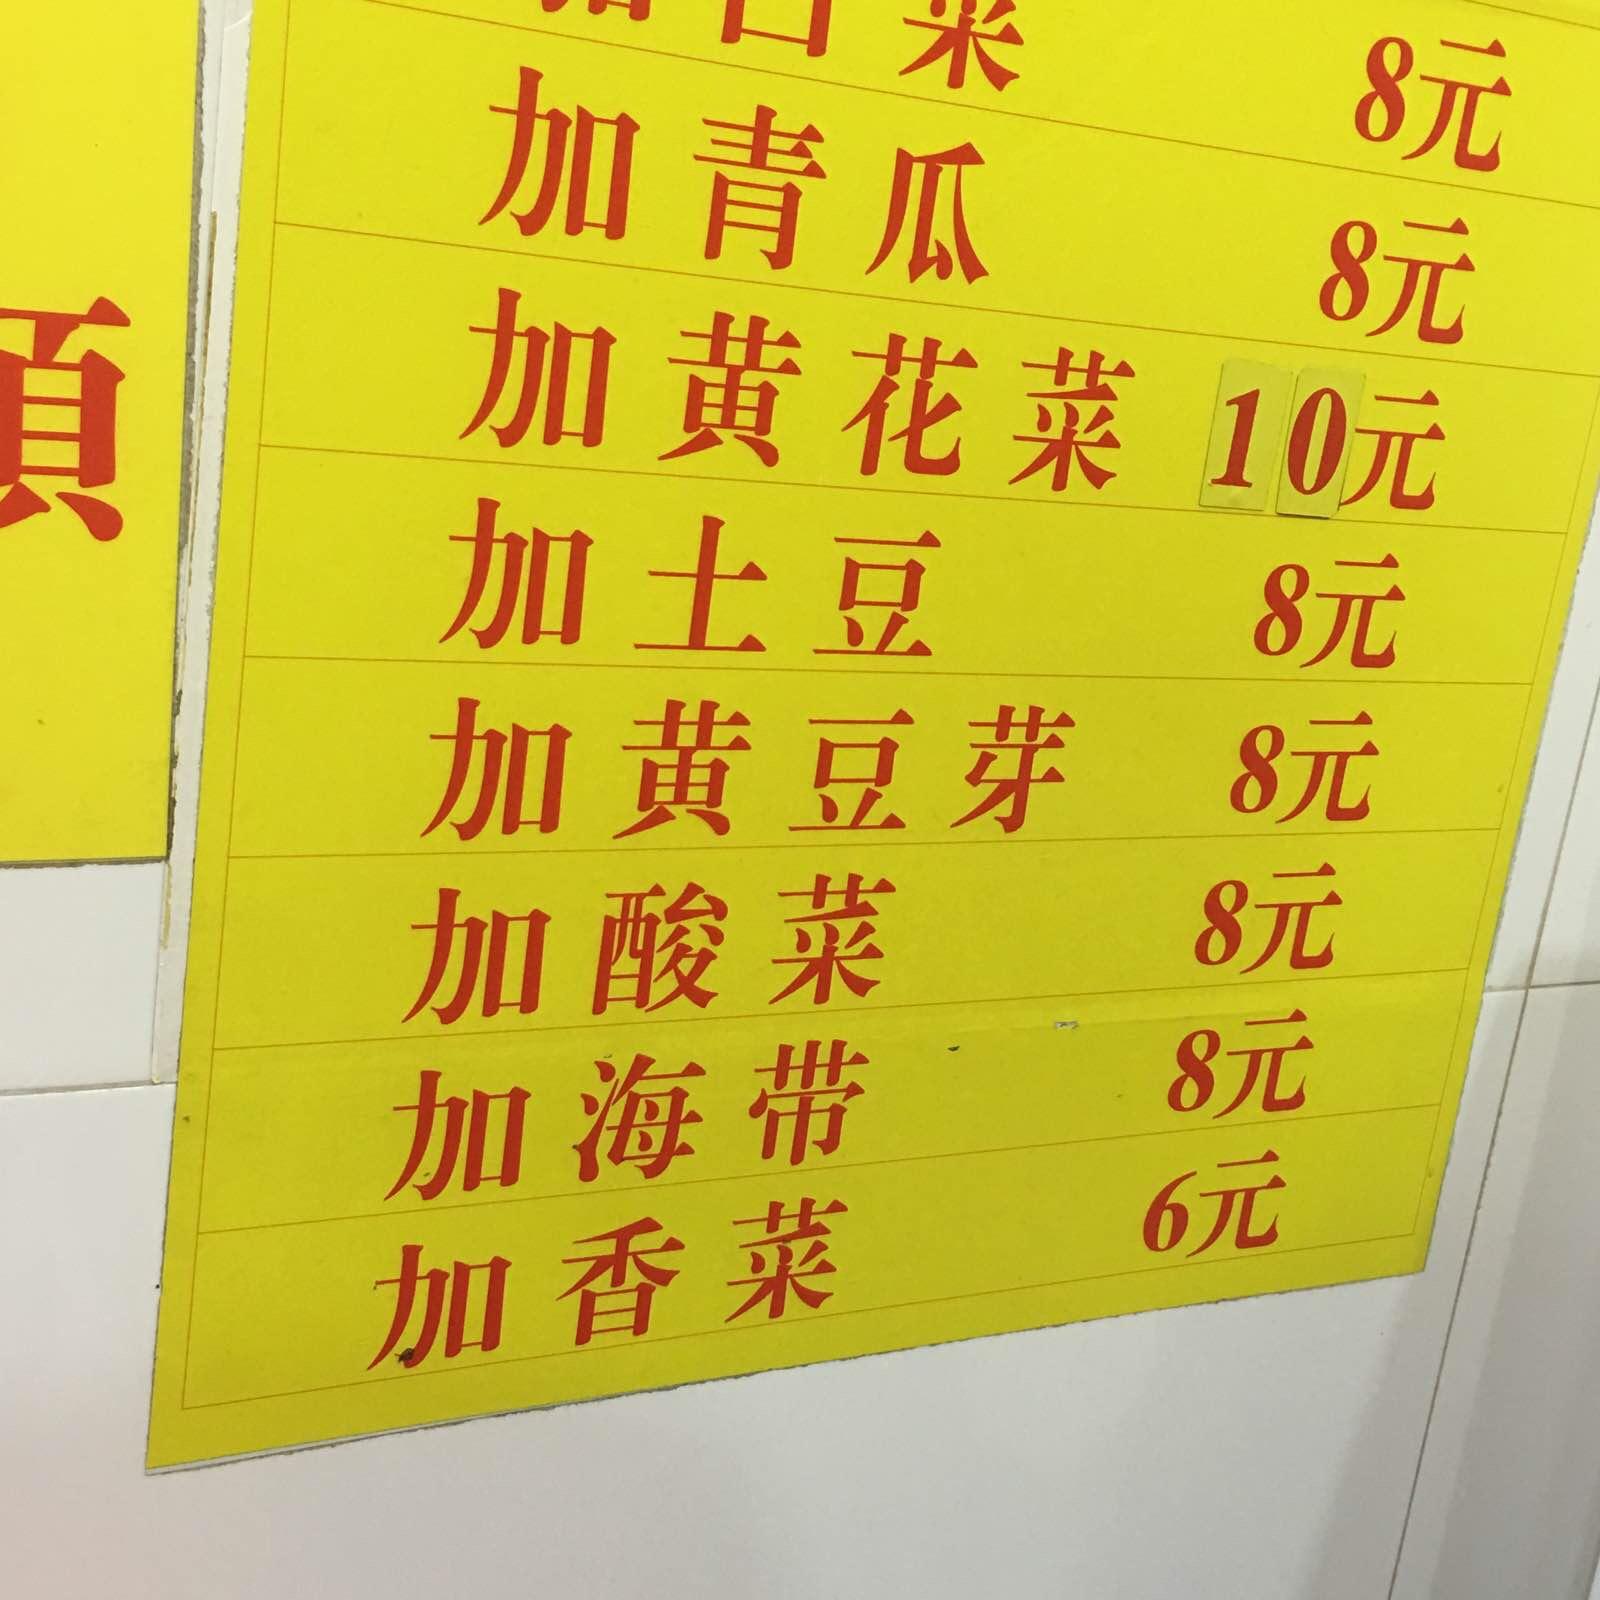 加白菜 8元
加青瓜 8元
加黄花菜 10元
加土豆 8元
加黄豆芽 8元
加酸菜 8元
加海带 8元
加香菜 6元